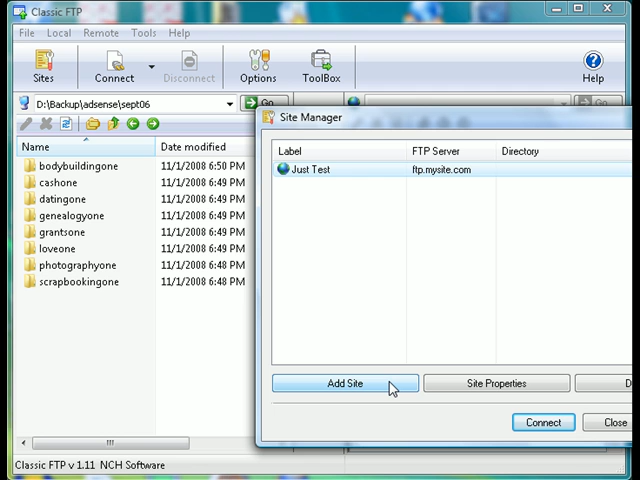 Classic FTP
File Local Remote Tools Help
Sites Connect Disconnect Options ToolBox Help
D:\Backup\adsense\sept06 Go
Site Manager
Name Date modified
bodybuildingone 11/1/2008 6:50 PM
cashone 11/1/2008 6:49 PM
datingone 11/1/2008 6:49 PM
genealogyone 11/1/2008 6:49 PM
grantsone 11/1/2008 6:49 PM
loveone 11/1/2008 6:49 PM
photographyone 11/1/2008 6:48 PM
scrapbookingone 11/1/2008 6:48 PM
Label FTP Server Directory
Just Test ftp.mysite.com
Add Site Site Properties D
Connect Close
Classic FTP v 1.11 NCH Software